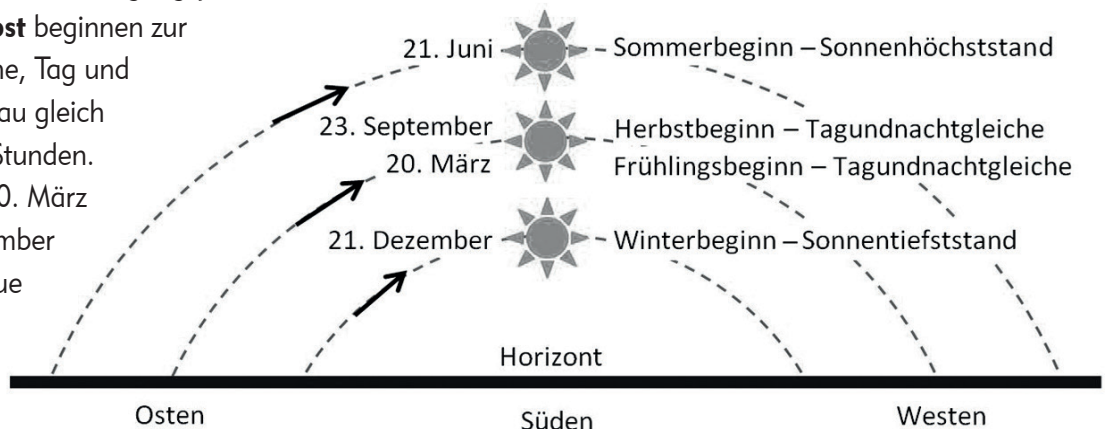 ost beginnen zur
ne, Tag und
au gleich
Stunden.
0. März
mber
ue
21. Juni
Sommerbeginn – Sonnenhöchststand
23. September
Herbstbeginn – Tagundnachtgleiche
20. März
Frühlingsbeginn – Tagundnachtgleiche
21. Dezember
Winterbeginn – Sonnentiefststand
Horizont
Osten
Süden
Westen